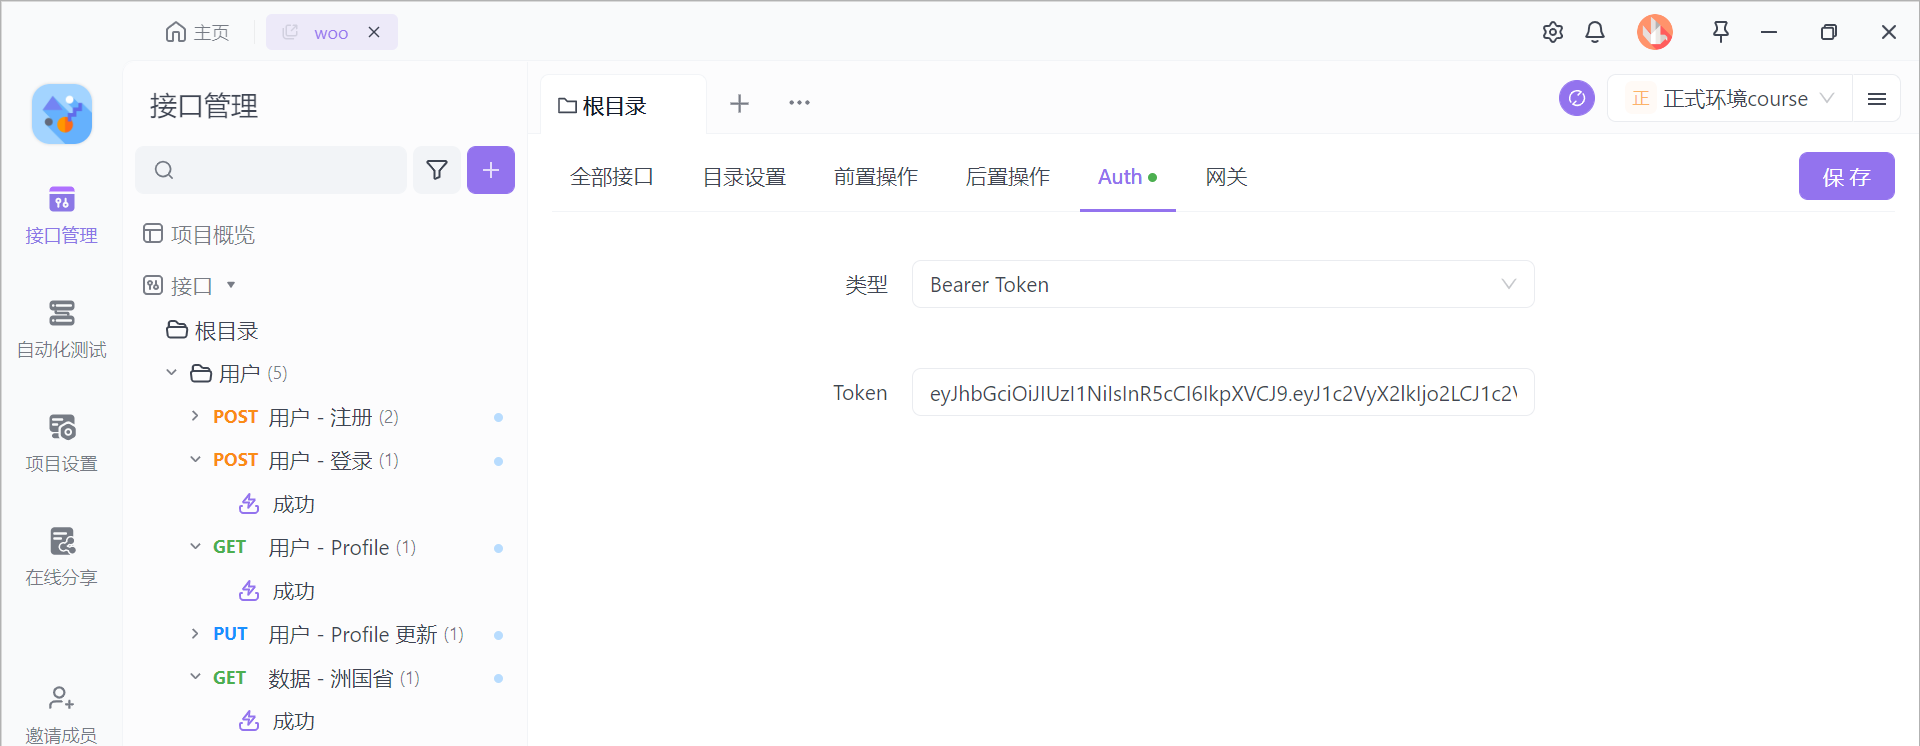 主页
woo
接口管理
自动化测试
项目设置
在线分享
邀请成员
接口管理
项目概览
接口
根目录
用户 (5)
POST 用户 - 注册 (2)
POST 用户 - 登录 (1)
成功
GET 用户 - Profile (1)
成功
PUT 用户 - Profile 更新 (1)
GET 数据 - 洲国省 (1)
成功
根目录
正 正式环境course
全部接口 目录设置 前置操作 后置操作 Auth 网关
保存
类型 Bearer Token
Token eyJhbGciOiJIUzI1NiIsInR5cCI6IkpXVCJ9.eyJ1c2VyX2lkIjo2LCJ1c2V